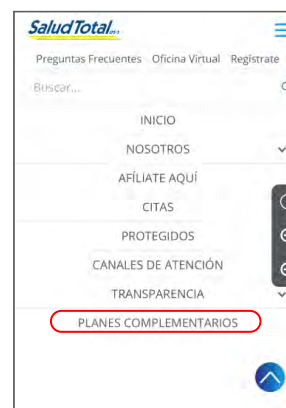 SaludTotal
Preguntas Frecuentes Oficina Virtual Regístrate
Buscar...
INICIO
NOSOTROS
AFÍLIATE AQUÍ
CITAS
PROTEGIDOS
CANALES DE ATENCIÓN
TRANSPARENCIA
PLANES COMPLEMENTARIOS